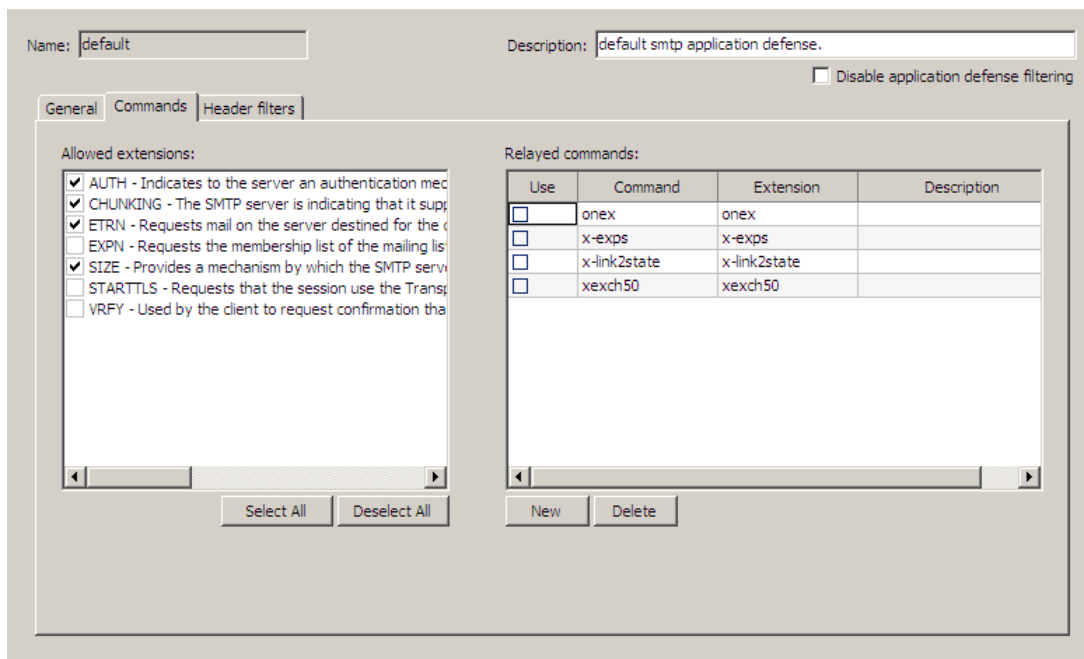 Name: default
Description: default smtp application defense.
Disable application defense filtering
General Commands Header filters
Allowed extensions:
AUTH - Indicates to the server an authentication mec
CHUNKING - The SMTP server is indicating that it supp
ETRN - Requests mail on the server destined for the c
EXPN - Requests the membership list of the mailing lis
SIZE - Provides a mechanism by which the SMTP serve
STARTTLS - Requests that the session use the Transp
VRFY - Used by the client to request confirmation tha
Select All Deselect All
Relayed commands:
Use Command Extension Description
onex onex
x-exps x-exps
x-link2state x-link2state
xexch50 xexch50
New Delete